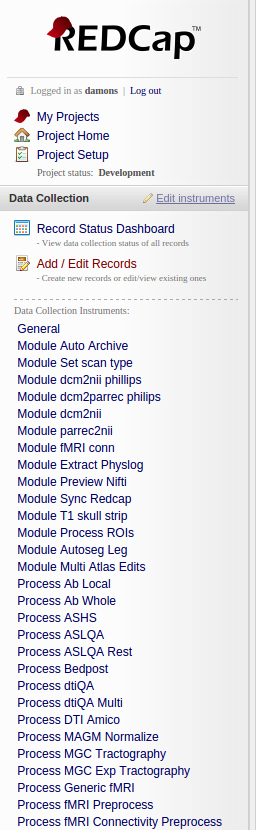 REDCap™
Logged in as damons | Log out
My Projects
Project Home
Project Setup
Project status: Development
Data Collection Edit instruments
Record Status Dashboard
- View data collection status of all records
Add / Edit Records
- Create new records or edit/view existing ones
Data Collection Instruments:
General
Module Auto Archive
Module Set scan type
Module dcm2nii phillips
Module dcm2parrec philips
Module dcm2nii
Module parrec2nii
Module fMRI conn
Module Extract Physlog
Module Preview Nifti
Module Sync Redcap
Module T1 skull strip
Module Process ROIs
Module Autoseg Leg
Module Multi Atlas Edits
Process Ab Local
Process Ab Whole
Process ASHS
Process ASLQA
Process ASLQA Rest
Process Bedpost
Process dtiQA
Process dtiQA Multi
Process DTI Amico
Process MAGM Normalize
Process MGC Tractography
Process MGC Exp Tractography
Process Generic fMRI
Process fMRI Preprocess
Process fMRI Connectivity Preprocess